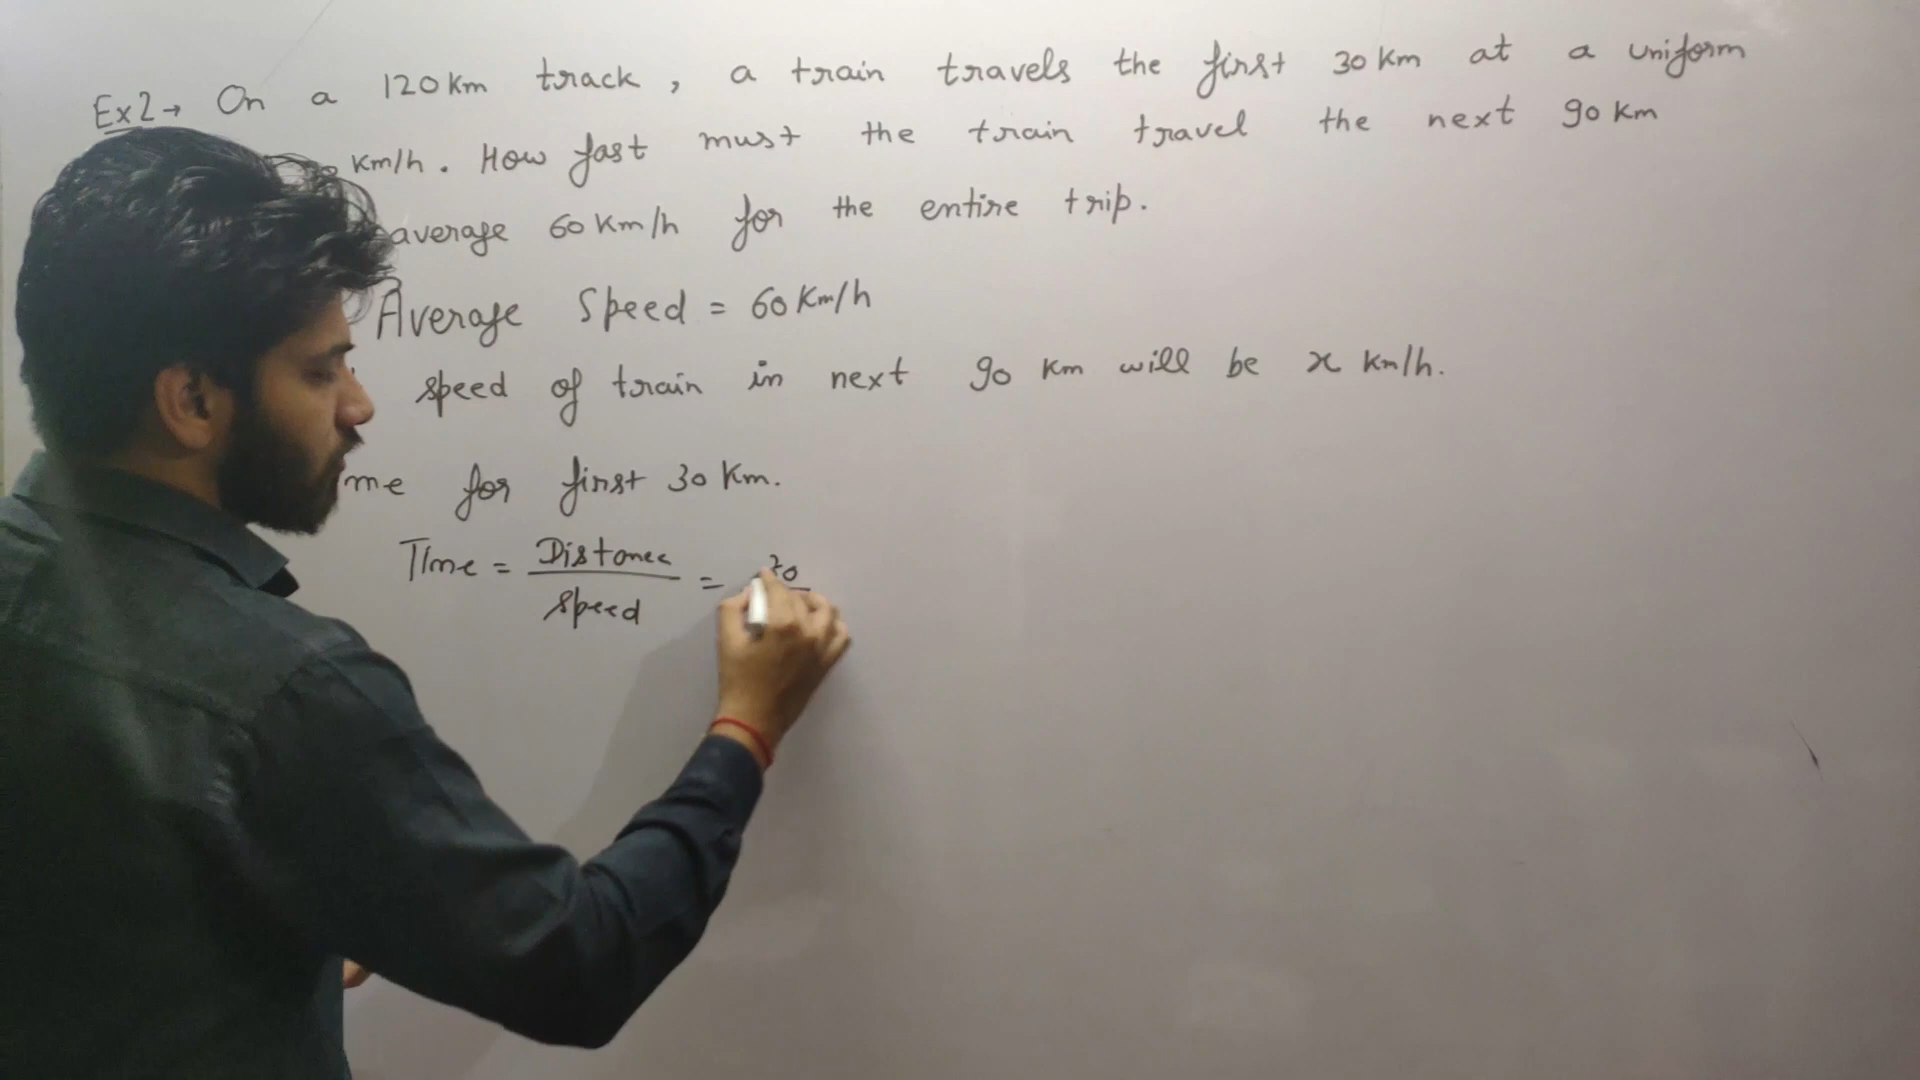 Ex2→ On a 120 km track, a train travels the first 30 km at a uniform
km/h. How fast must the train travel the next 90 km
average 60 km/h for the entire trip.
Average Speed = 60 Km/h
speed of train in next 90 km will be x km/h.
me for first 30 Km.
Time = Distance / speed =